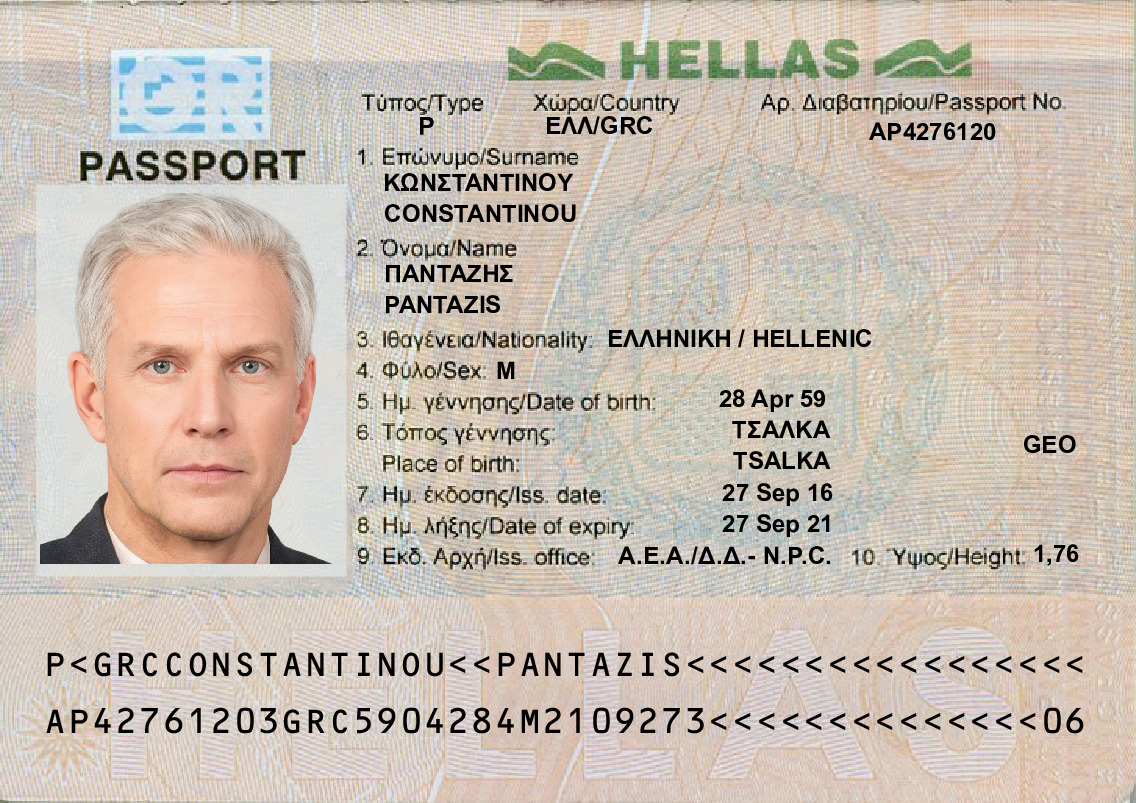 GR
PASSPORT
HELLAS
Τύπος/Type Χώρα/Country Αρ. Διαβατηρίου/Passport No.
P ΕΛΛ/GRC AP4276120
1. Επώνυμο/Surname
ΚΩΝΣΤΑΝΤΙΝΟΥ
CONSTANTINOU
2. Όνομα/Name
ΠΑΝΤΑΖΗΣ
PANTAZIS
3. Ιθαγένεια/Nationality: ΕΛΛΗΝΙΚΗ / HELLENIC
4. Φύλο/Sex: M
5. Ημ. γέννησης/Date of birth: 28 Apr 59
6. Τόπος γέννησης: ΤΣΑΛΚΑ
Place of birth: TSALKA GEO
7. Ημ. έκδοσης/Iss. date: 27 Sep 16
8. Ημ. λήξης/Date of expiry: 27 Sep 21
9. Εκδ. Αρχή/Iss. office: Α.Ε.Α./Δ.Δ.- N.P.C. 10. Ύψος/Height: 1,76
HELLAS
P<GRCCONSTANTINOU<<PANTAZIS<<<<<<<<<<<<<<<<<
AP42761203GRC5904284M2109273<<<<<<<<<<<<<<06